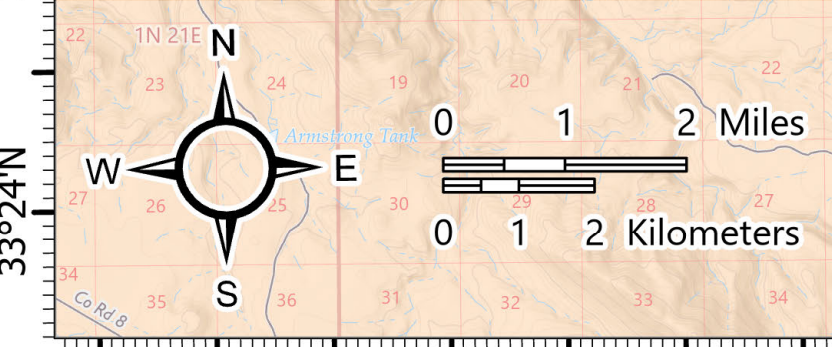 22
1N 21E
N
23
24
19
20
21
22
Armstrong Tank
0 1 2 Miles
W
E
27
26
25
30
29
28
27
0 1 2 Kilometers
33°24'N
S
34
Co Rd 8
35
36
31
32
33
34